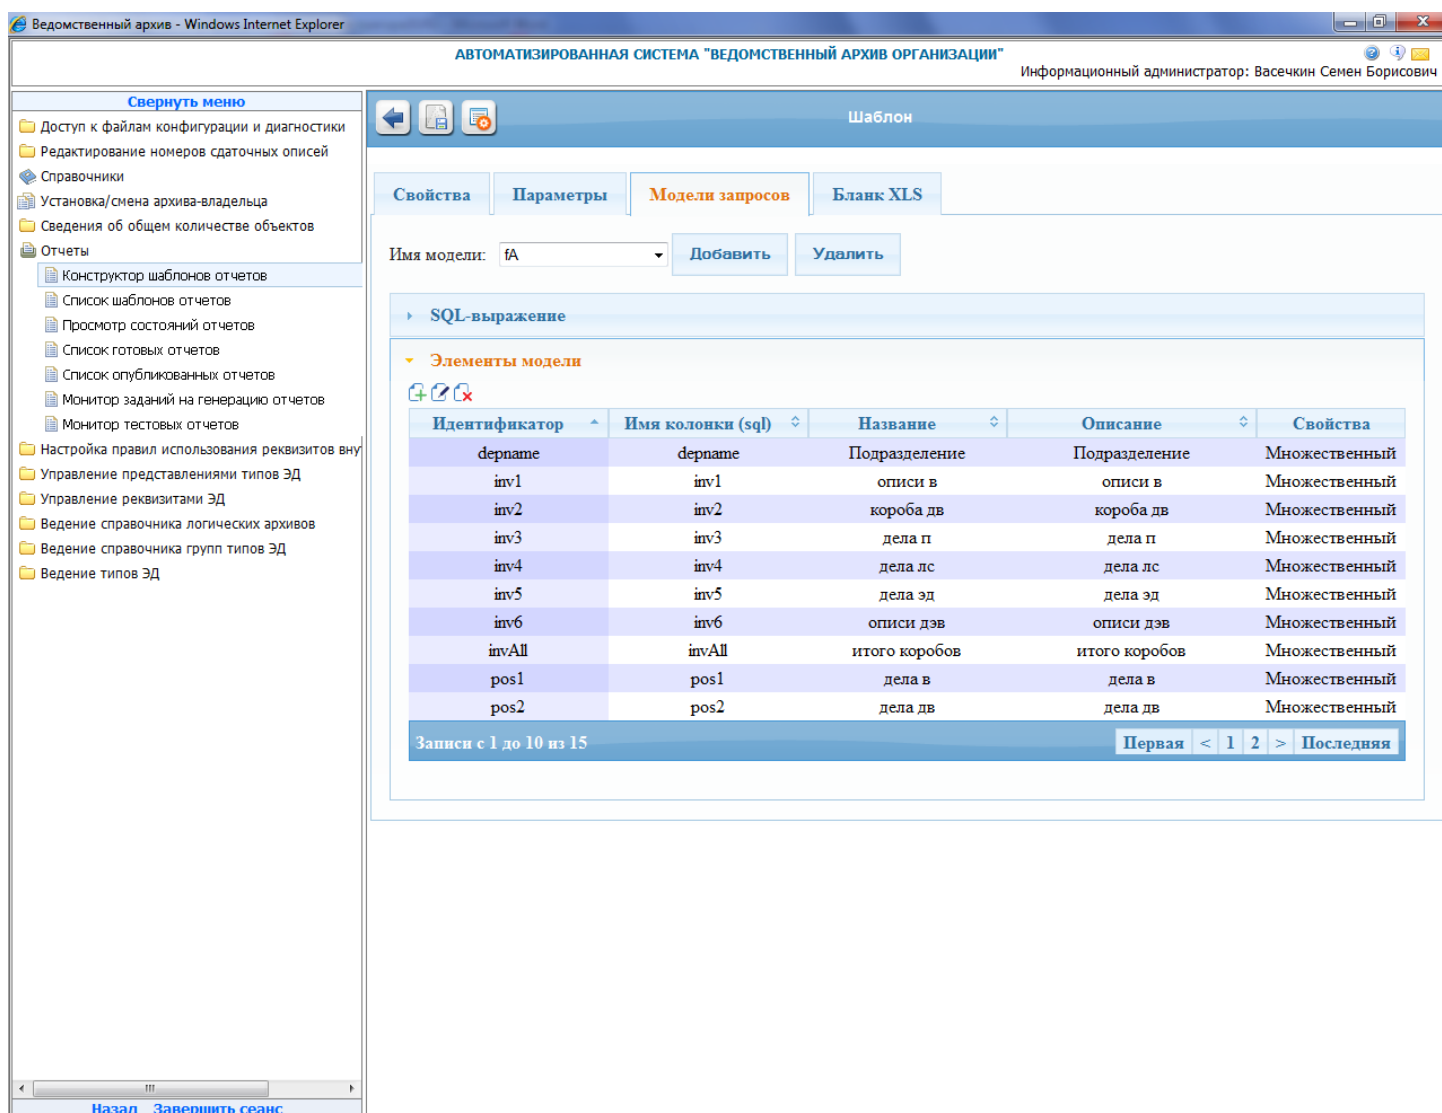 Ведомственный архив - Windows Internet Explorer
АВТОМАТИЗИРОВАННАЯ СИСТЕМА "ВЕДОМСТВЕННЫЙ АРХИВ ОРГАНИЗАЦИИ"
Информационный администратор: Васечкин Семен Борисович
Свернуть меню
Доступ к файлам конфигурации и диагностики
Редактирование номеров сдаточных описей
Справочники
Установка/смена архива-владельца
Сведения об общем количестве объектов
Отчеты
Конструктор шаблонов отчетов
Список шаблонов отчетов
Просмотр состояний отчетов
Список готовых отчетов
Список опубликованных отчетов
Монитор заданий на генерацию отчетов
Монитор тестовых отчетов
Настройка правил использования реквизитов вну
Управление представлениями типов ЭД
Управление реквизитами ЭД
Ведение справочника логических архивов
Ведение справочника групп типов ЭД
Ведение типов ЭД
Назад Завершить сеанс
Шаблон
Свойства Параметры Модели запросов Бланк XLS
Имя модели: fA Добавить Удалить
SQL-выражение
Элементы модели
Идентификатор Имя колонки (sql) Название Описание Свойства
depname depname Подразделение Подразделение Множественный
inv1 inv1 описи в описи в Множественный
inv2 inv2 короба дв короба дв Множественный
inv3 inv3 дела п дела п Множественный
inv4 inv4 дела лс дела лс Множественный
inv5 inv5 дела эд дела эд Множественный
inv6 inv6 описи дэв описи дэв Множественный
invAll invAll итого коробов итого коробов Множественный
pos1 pos1 дела в дела в Множественный
pos2 pos2 дела дв дела дв Множественный
Записи с 1 до 10 из 15 Первая < 1 2 > Последняя